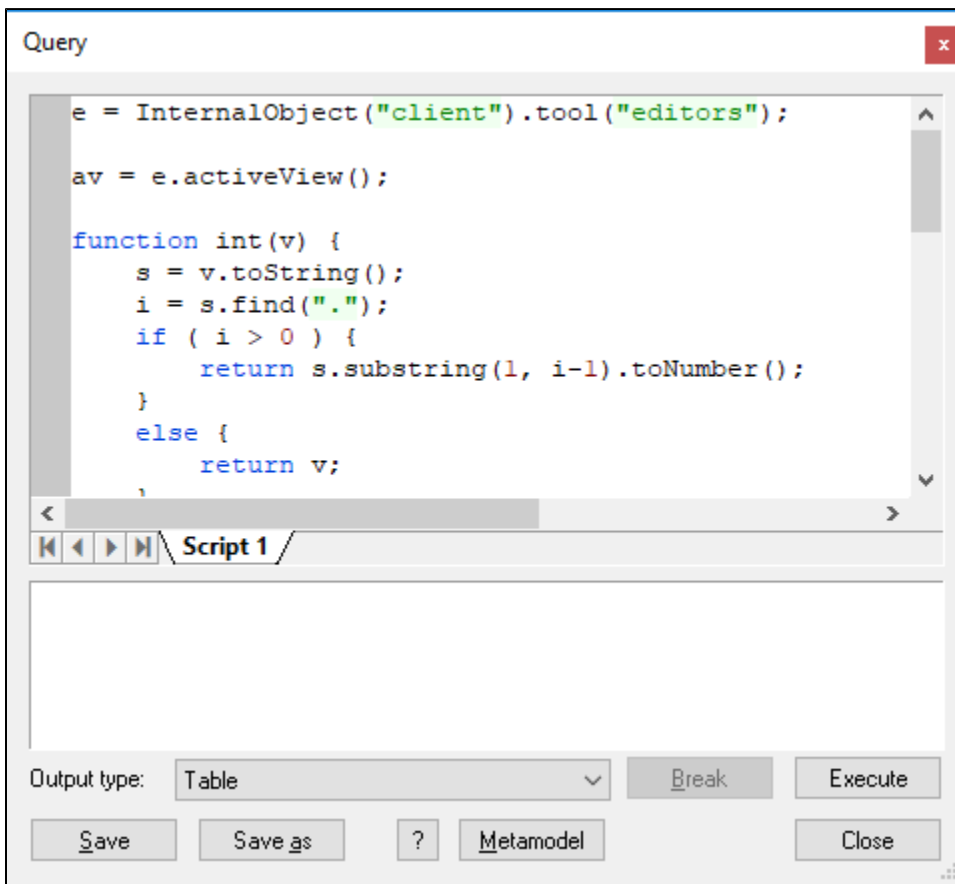 Query
x
e = InternalObject("client").tool("editors");
av = e.activeView();
function int(v) {
s = v.toString();
i = s.find(".");
if ( i > 0 ) {
return s.substring(1, i-1).toNumber();
}
else {
return v;
}
Script 1
Output type: Table Break Execute
Save Save as ? Metamodel Close